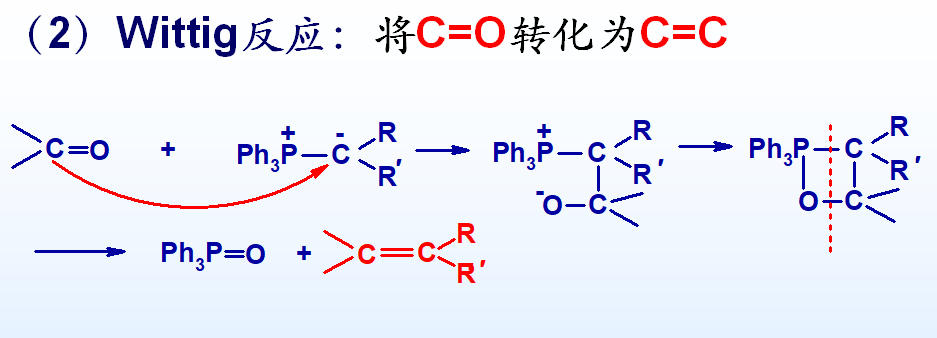 （2）Wittig反应：将C=O转化为C=C
C=O + Ph₃P⁺—C⁻ R R′ → Ph₃P⁺—C R R′ ⁻O—C → Ph₃P—C R R′ O—C
→ Ph₃P=O + C=C R R′